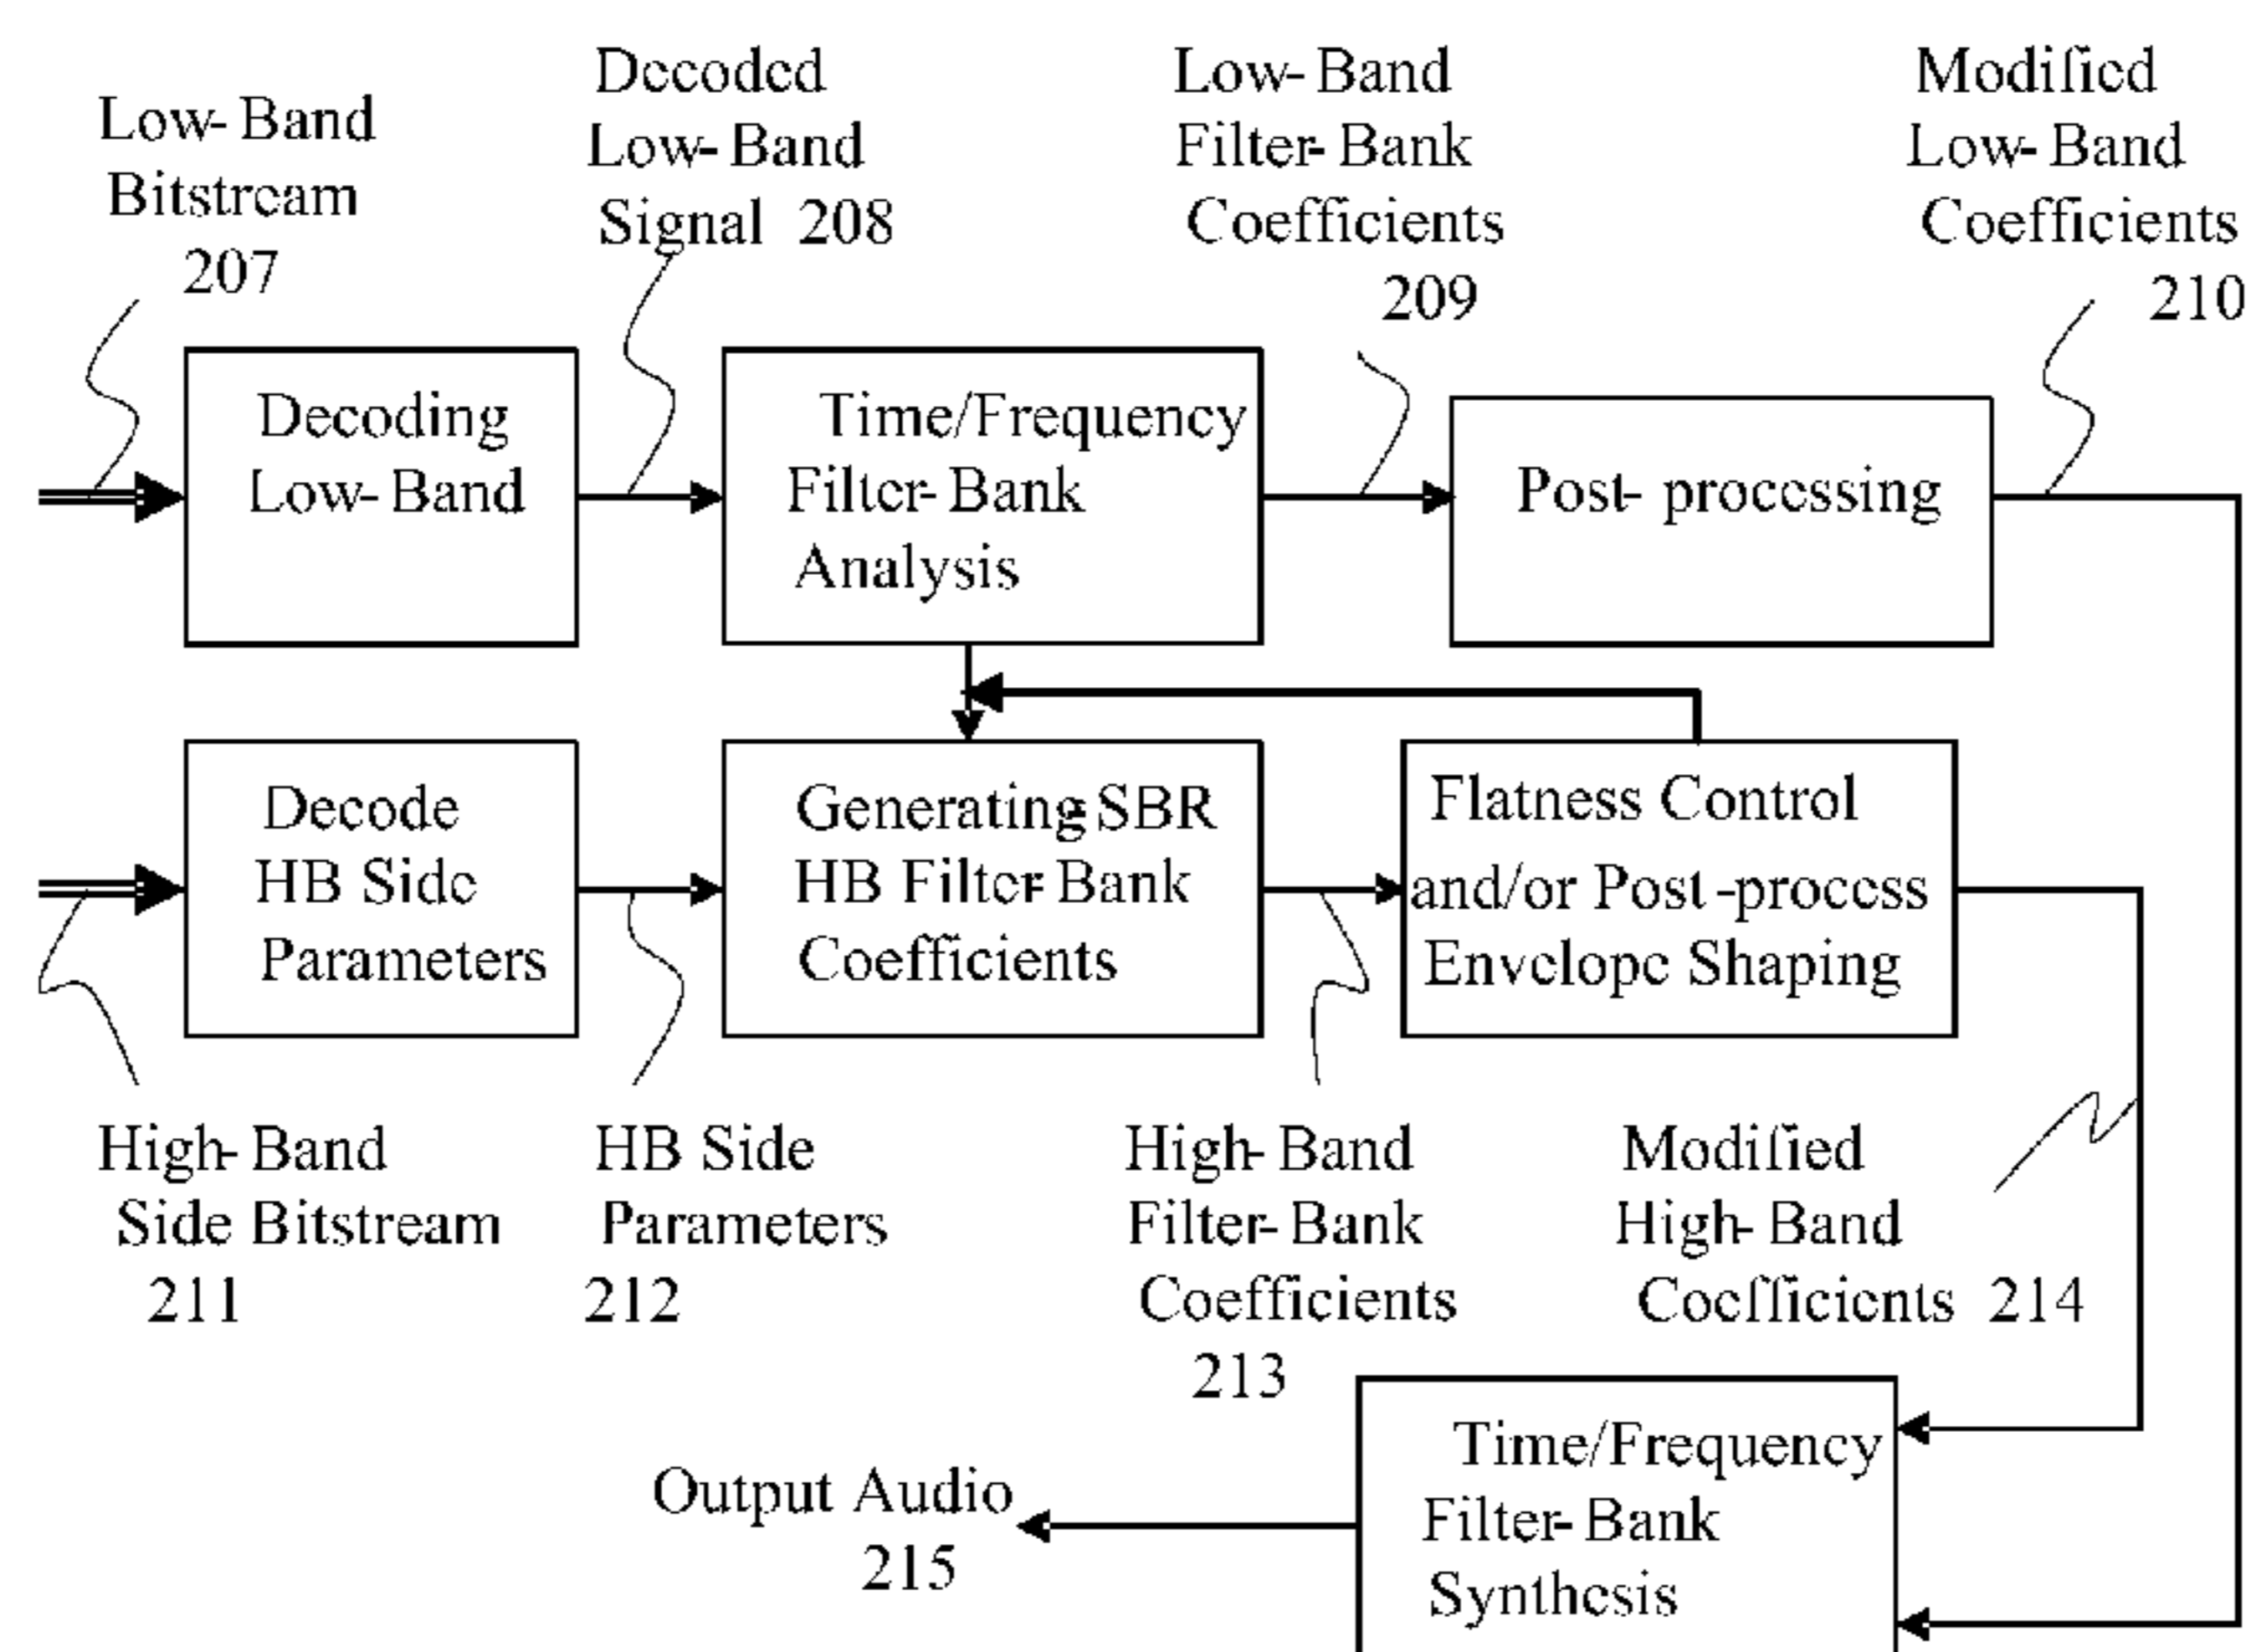 Low-Band
Bitstream
207
Decoded
Low-Band
Signal 208
Low-Band
Filter-Bank
Coefficients
209
Modified
Low-Band
Coefficients
210
Decoding
Low-Band
Time/Frequency
Filter-Bank
Analysis
Post-processing
Decode
HB Side
Parameters
Generating SBR
HB Filter-Bank
Coefficients
Flatness Control
and/or Post-process
Envelope Shaping
High-Band
Side Bitstream
211
HB Side
Parameters
212
High-Band
Filter-Bank
Coefficients
213
Modified
High-Band
Coefficients 214
Time/Frequency
Filter-Bank
Synthesis
Output Audio
215